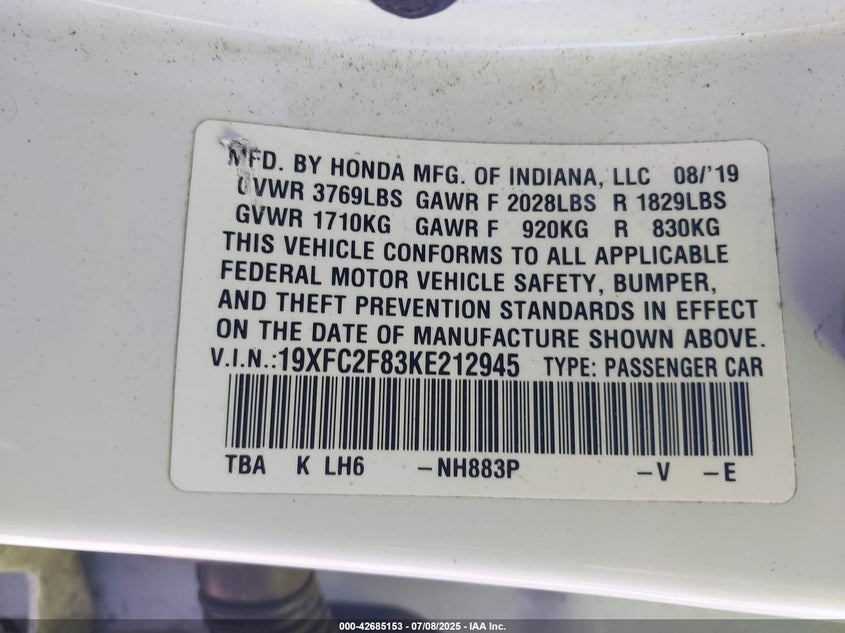 MFD. BY HONDA MFG. OF INDIANA, LLC 08/'19
GVWR 3769LBS GAWR F 2028LBS R 1829LBS
GVWR 1710KG GAWR F 920KG R 830KG
THIS VEHICLE CONFORMS TO ALL APPLICABLE
FEDERAL MOTOR VEHICLE SAFETY, BUMPER,
AND THEFT PREVENTION STANDARDS IN EFFECT
ON THE DATE OF MANUFACTURE SHOWN ABOVE.
V.I.N.:19XFC2F83KE212945 TYPE: PASSENGER CAR
TBA K LH6 –NH883P –V –E
000-42685153 | 07/08/2025 - IAA Inc.